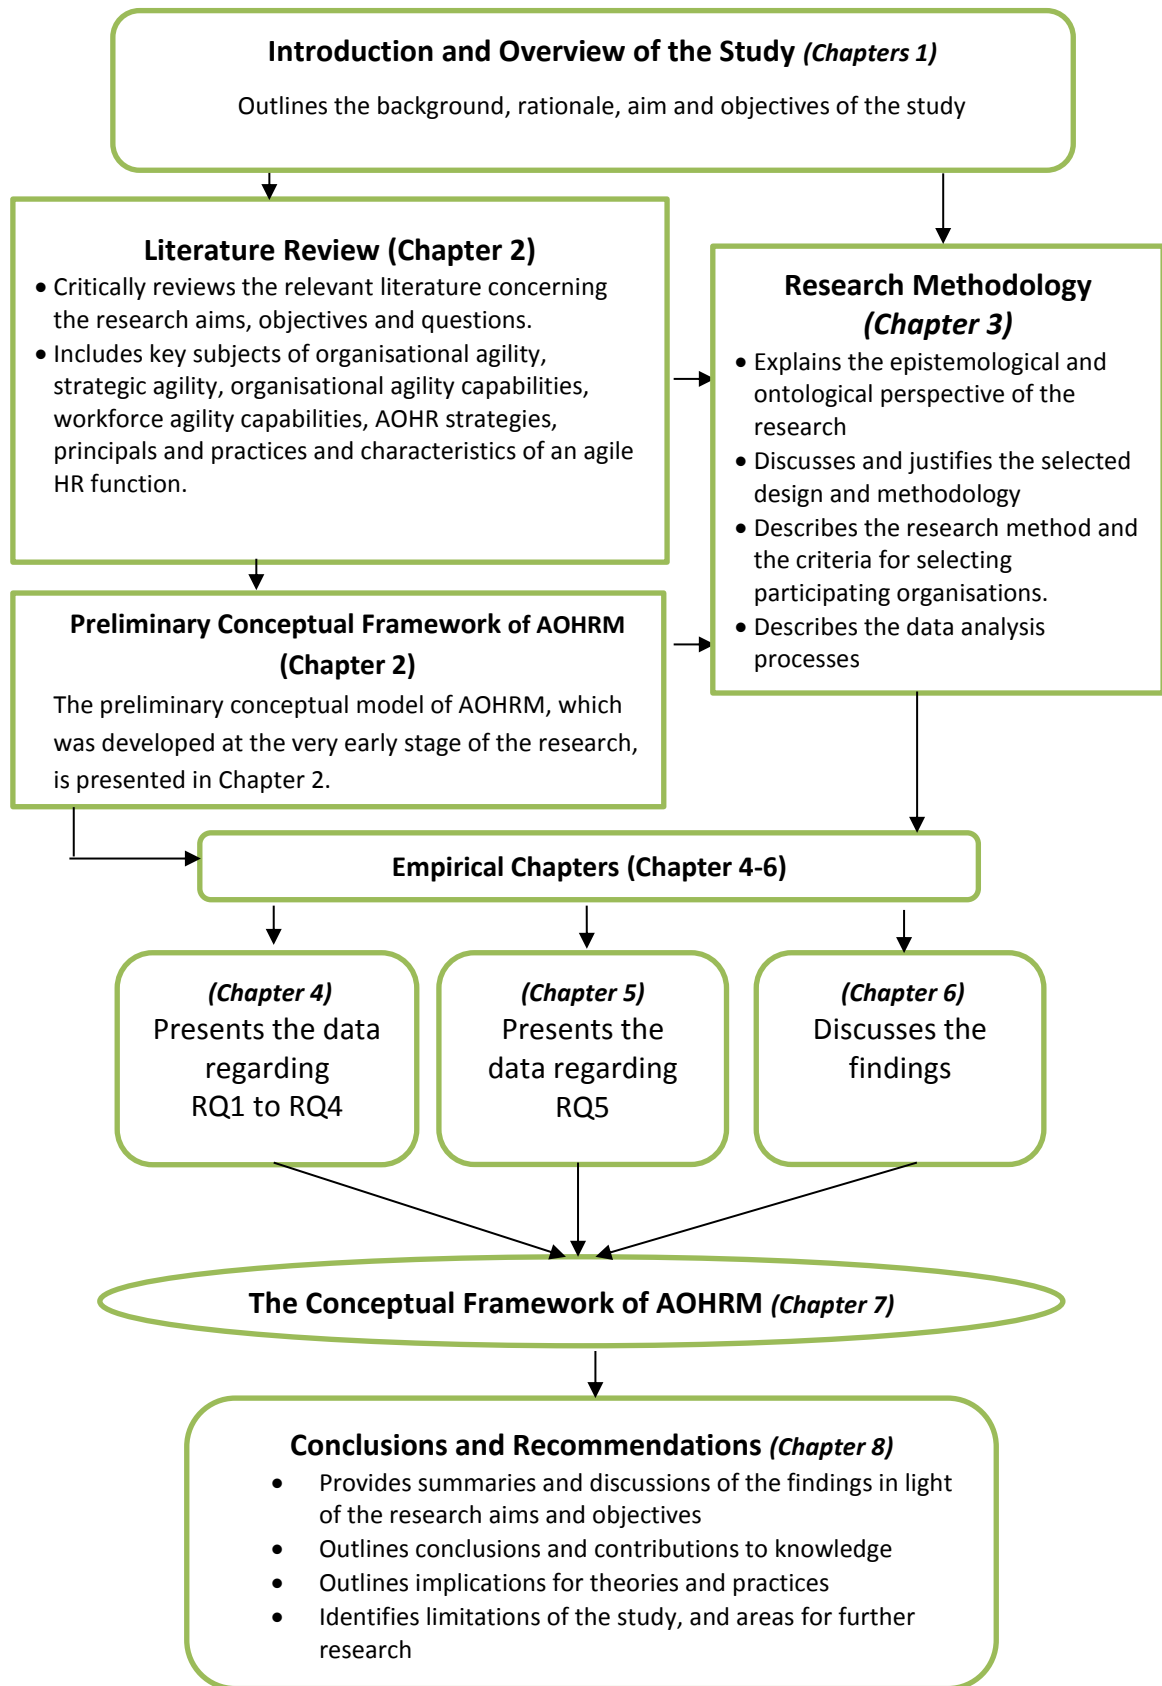 Introduction and Overview of the Study (Chapters 1)
Outlines the background, rationale, aim and objectives of the study
Literature Review (Chapter 2)
• Critically reviews the relevant literature concerning
the research aims, objectives and questions.
• Includes key subjects of organisational agility,
strategic agility, organisational agility capabilities,
workforce agility capabilities, AOHR strategies,
principals and practices and characteristics of an agile
HR function.
Research Methodology
(Chapter 3)
• Explains the epistemological and
ontological perspective of the
research
• Discusses and justifies the selected
design and methodology
• Describes the research method and
the criteria for selecting
participating organisations.
• Describes the data analysis
processes
Preliminary Conceptual Framework of AOHRM
(Chapter 2)
The preliminary conceptual model of AOHRM, which
was developed at the very early stage of the research,
is presented in Chapter 2.
Empirical Chapters (Chapter 4-6)
(Chapter 4)
Presents the data
regarding
RQ1 to RQ4
(Chapter 5)
Presents the
data regarding
RQ5
(Chapter 6)
Discusses the
findings
The Conceptual Framework of AOHRM (Chapter 7)
Conclusions and Recommendations (Chapter 8)
• Provides summaries and discussions of the findings in light
of the research aims and objectives
• Outlines conclusions and contributions to knowledge
• Outlines implications for theories and practices
• Identifies limitations of the study, and areas for further
research